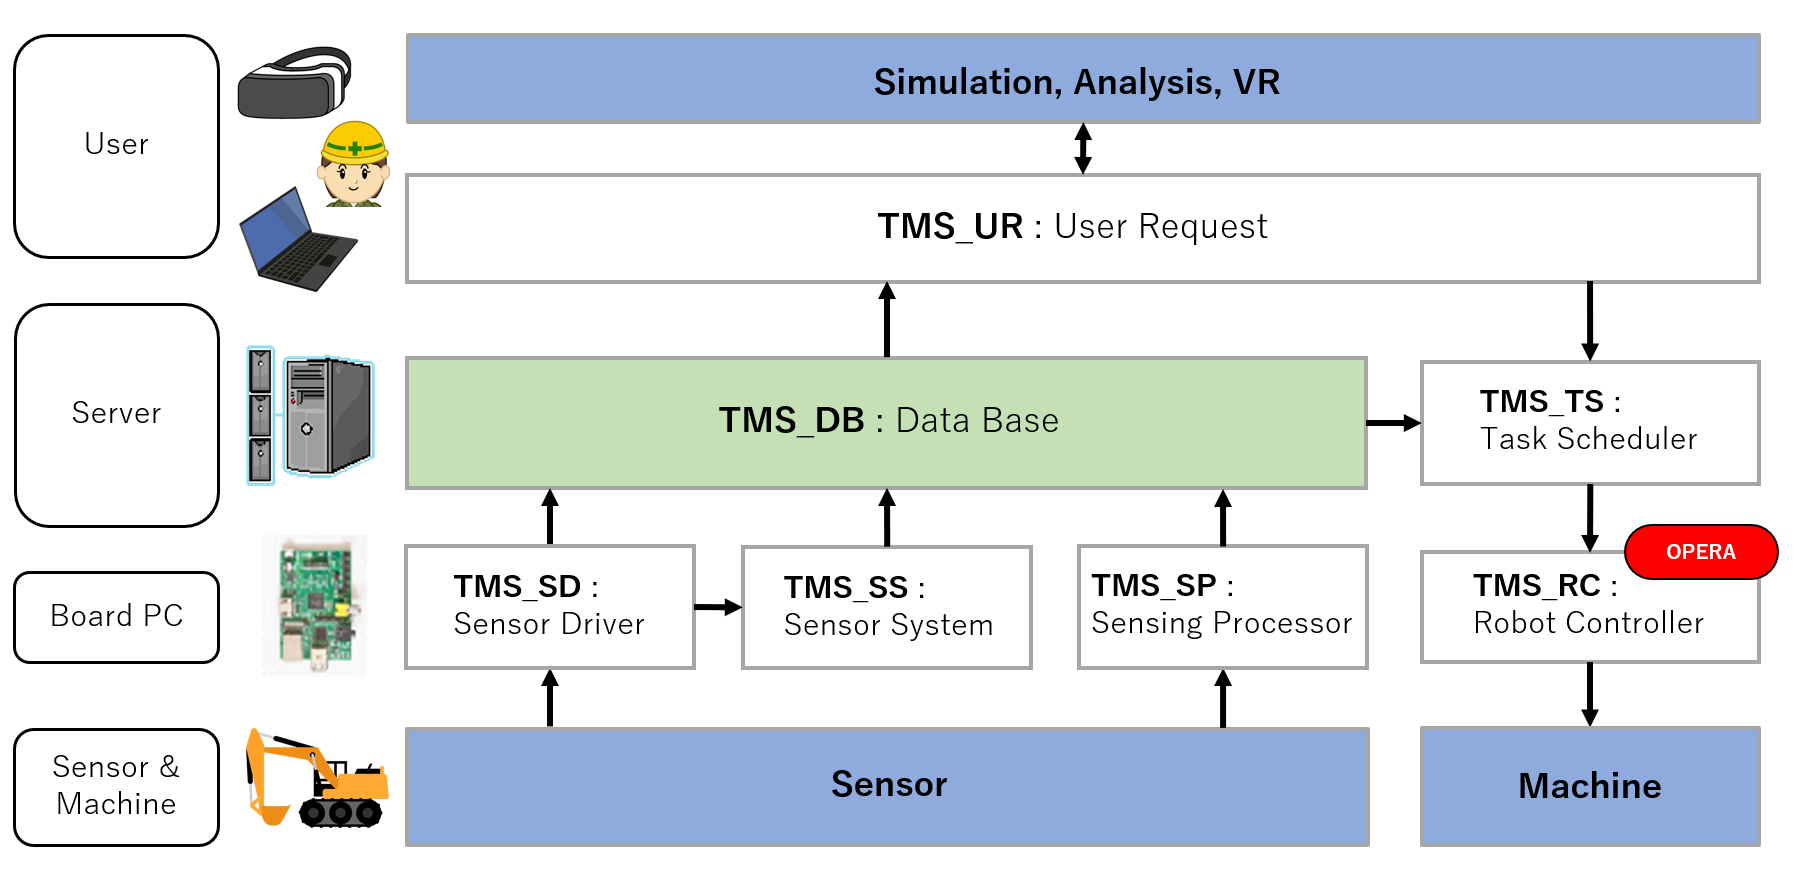 User
Simulation, Analysis, VR
TMS_UR : User Request
Server
TMS_DB : Data Base
TMS_TS :
Task Scheduler
Board PC
TMS_SD :
Sensor Driver
TMS_SS :
Sensor System
TMS_SP :
Sensing Processor
OPERA
TMS_RC :
Robot Controller
Sensor &
Machine
Sensor
Machine